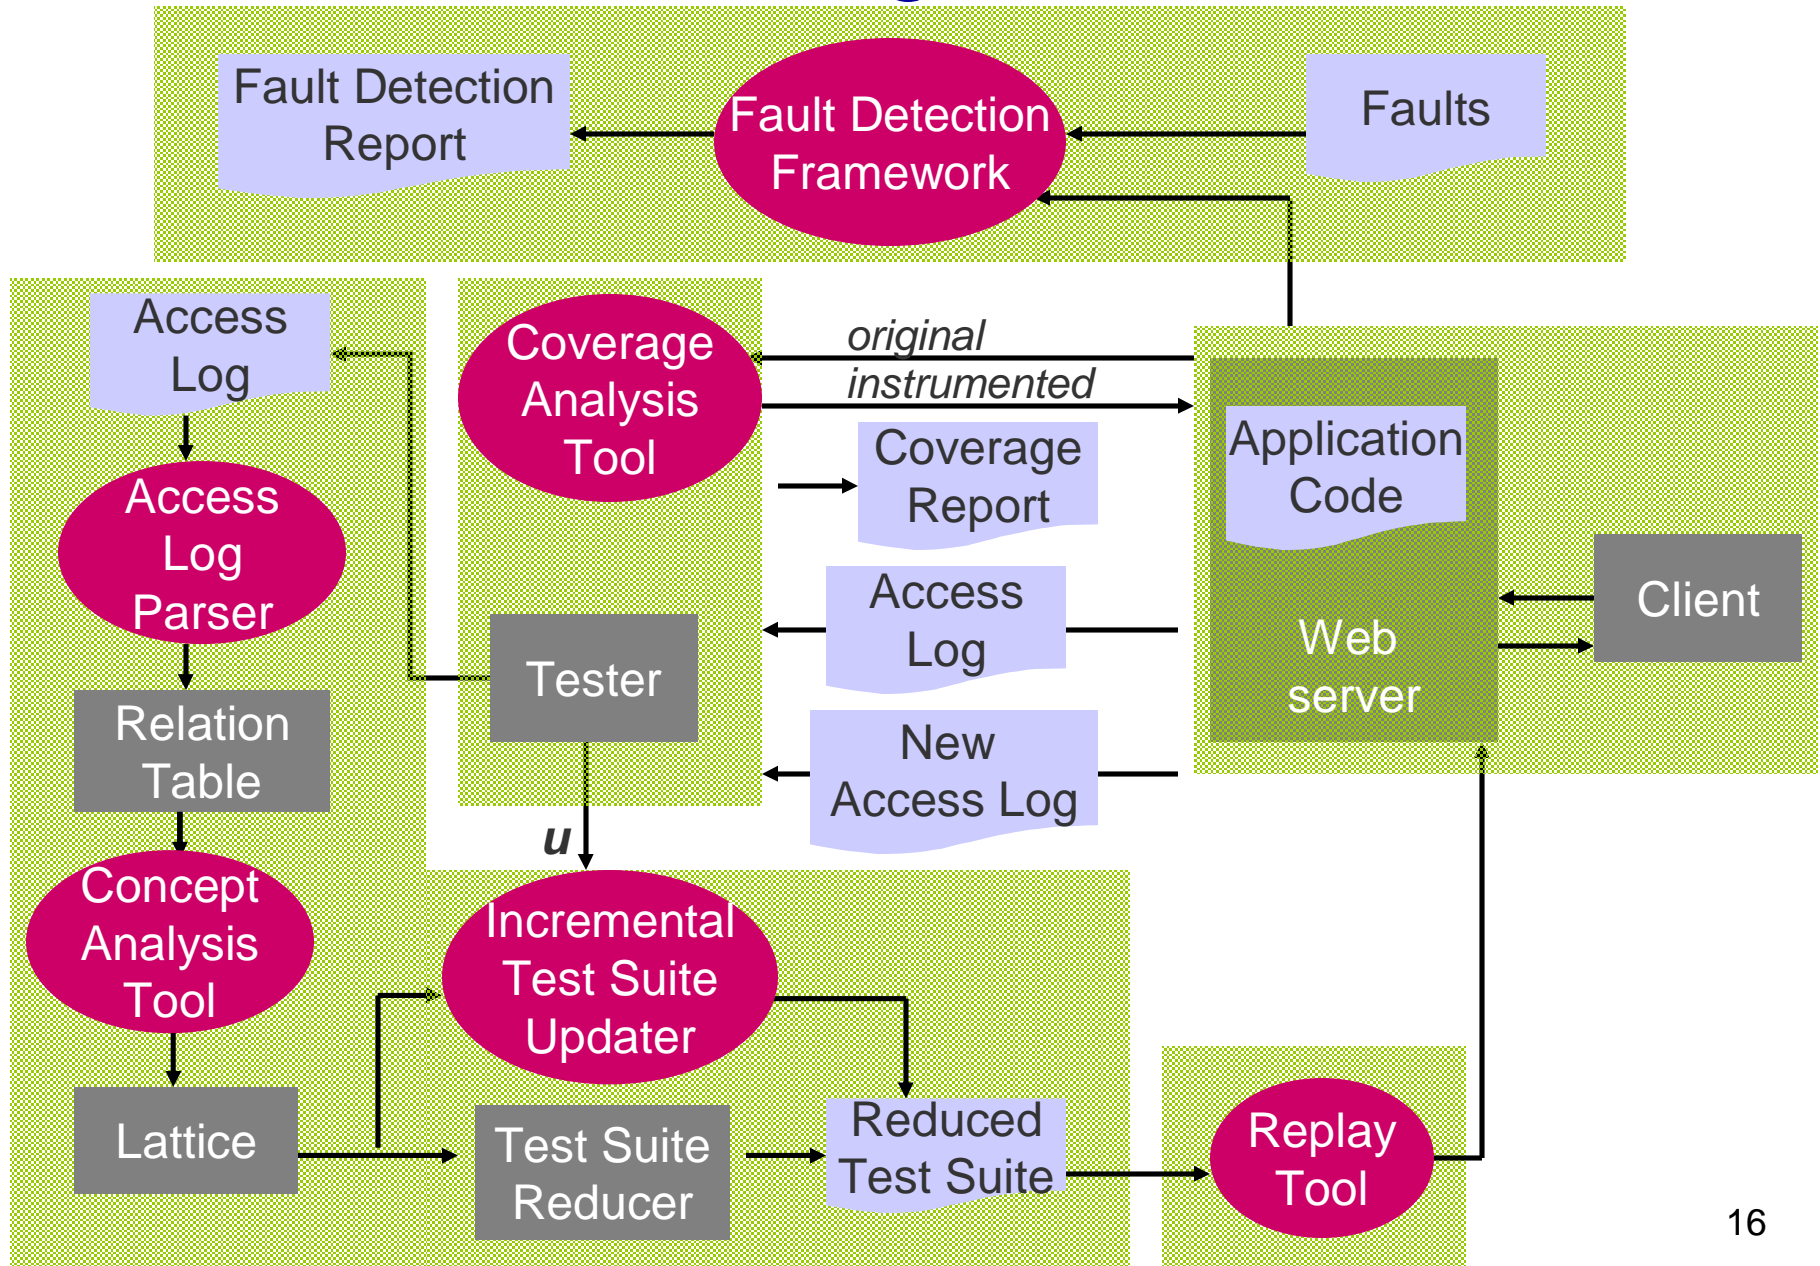 Fault Detection
Report
Fault Detection
Framework
Faults
Access
Log
Coverage
Analysis
Tool
original
instrumented
Coverage
Report
Application
Code
Access
Log
Parser
Access
Log
Client
Web
server
Tester
Relation
Table
New
Access Log
u
Concept
Analysis
Tool
Incremental
Test Suite
Updater
Lattice
Test Suite
Reducer
Reduced
Test Suite
Replay
Tool
16